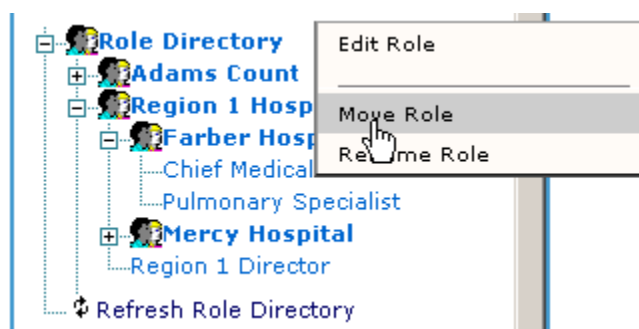 Role Directory
Edit Role
Adams Count
Region 1 Hosp
Move Role
Farber Hosp
Chief Medical
Role
Pulmonary Specialist
Mercy Hospital
Region 1 Director
Refresh Role Directory